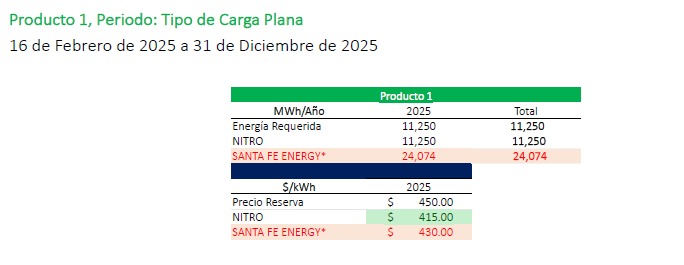 Producto 1, Periodo: Tipo de Carga Plana
16 de Febrero de 2025 a 31 de Diciembre de 2025
Producto 1
MWh/Año 2025 Total
Energía Requerida 11,250 11,250
NITRO 11,250 11,250
SANTA FE ENERGY* 24,074 24,074
$/kWh 2025
Precio Reserva $ 450.00
NITRO $ 415.00
SANTA FE ENERGY* $ 430.00